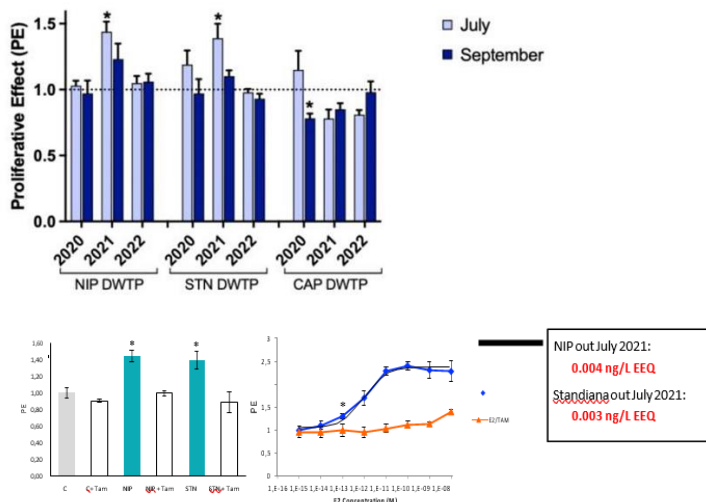 Proliferative Effect (PE)
1.5
1.0
0.5
0.0
*
*
*
July
September
2020
2021
2022
2020
2021
2022
2020
2021
2022
NIP DWTP
STN DWTP
CAP DWTP
PE
1,60
1,40
1,20
1,00
0,80
0,60
0,40
0,20
0,00
*
*
C
C+ Tam
NIP
NIP + Tam
STN
STN + Tam
PE
3
2,5
2
1,5
1
0,5
0
*
1,E-16
1,E-15
1,E-14
1,E-13
1,E-12
1,E-11
1,E-10
1,E-09
1,E-08
E2 Concentration (M)
E2/TAM
NIP out July 2021:
0.004 ng/L EEQ
Standiana out July 2021:
0.003 ng/L EEQ